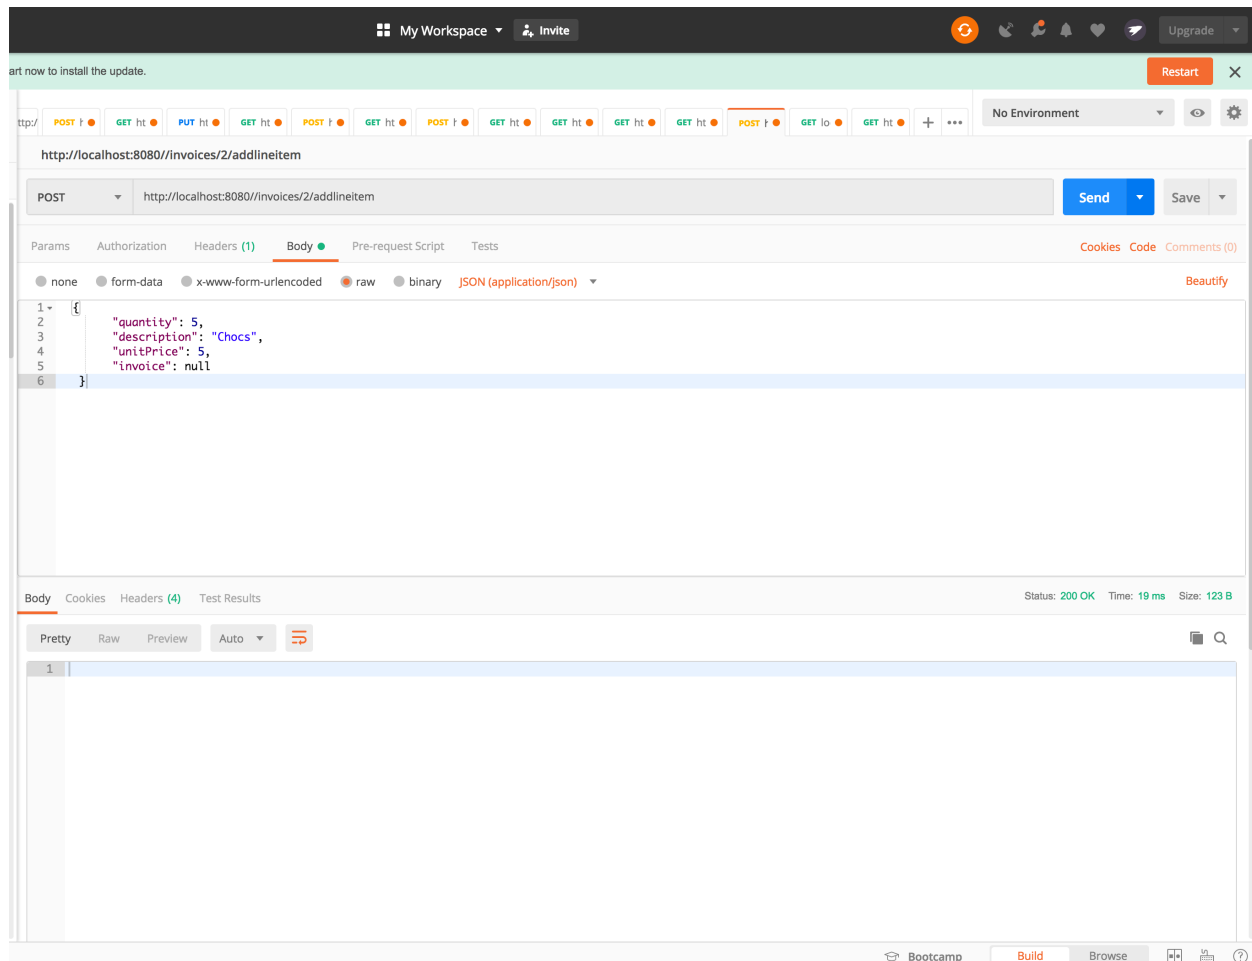 My Workspace Invite Upgrade
art now to install the update. Restart
ttp:/ POST h GET ht PUT ht GET ht POST h GET ht POST h GET ht GET ht GET ht GET ht POST h GET lo GET ht + ••• No Environment
http://localhost:8080//invoices/2/addlineitem
POST http://localhost:8080//invoices/2/addlineitem Send Save
Params Authorization Headers (1) Body Pre-request Script Tests Cookies Code Comments (0)
none form-data x-www-form-urlencoded raw binary JSON (application/json) Beautify
1 {
2 "quantity": 5,
3 "description": "Chocs",
4 "unitPrice": 5,
5 "invoice": null
6 }
Body Cookies Headers (4) Test Results Status: 200 OK Time: 19 ms Size: 123 B
Pretty Raw Preview Auto
1
Bootcamp Build Browse